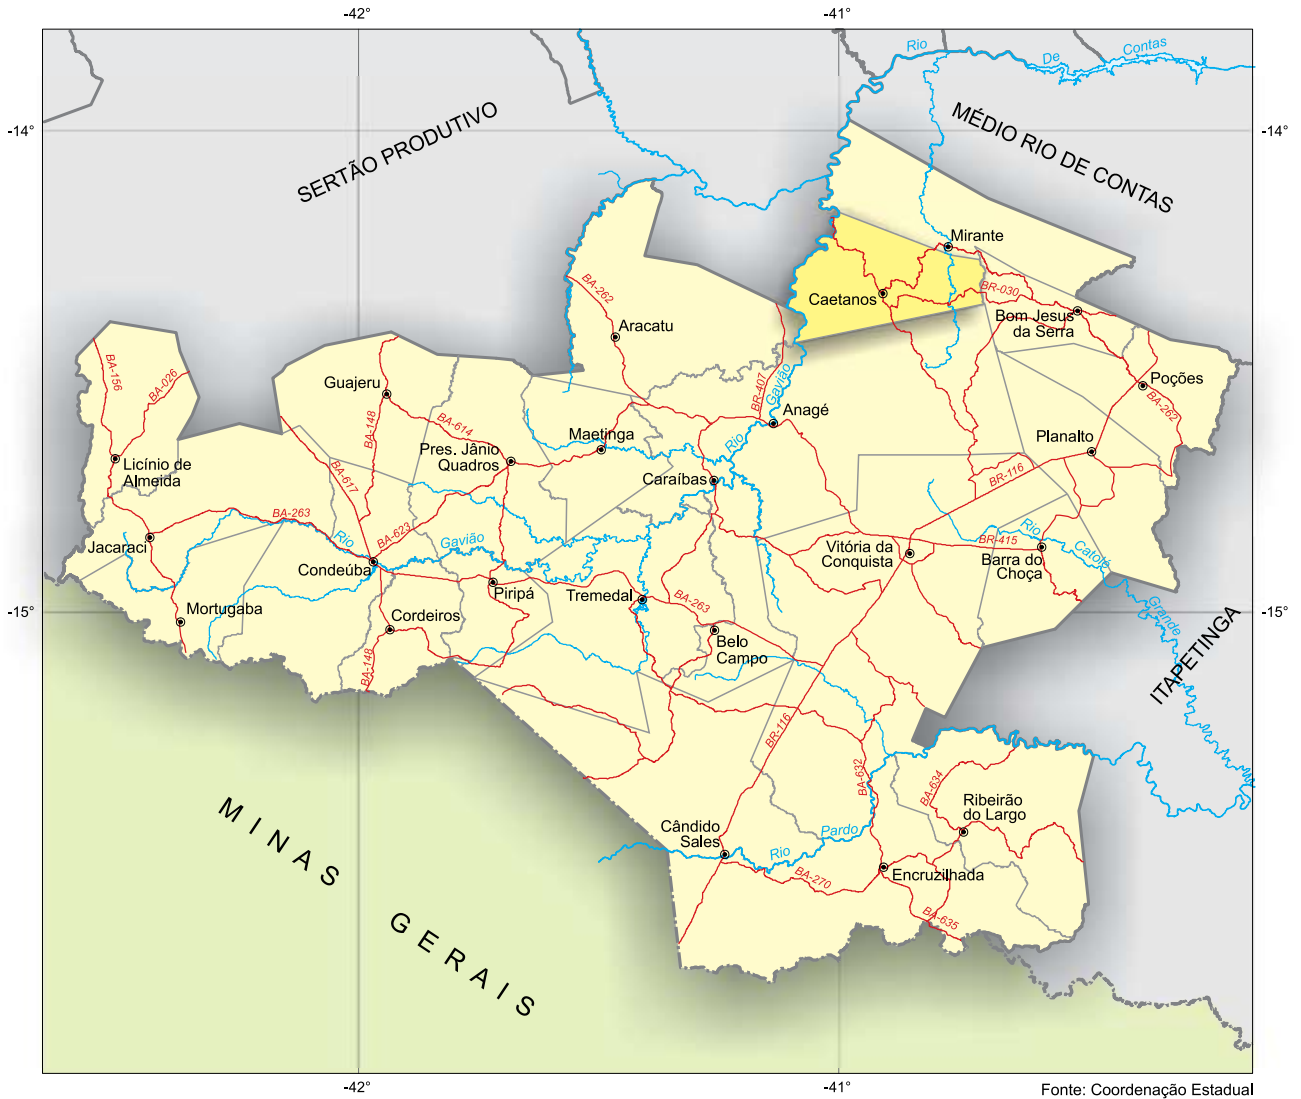 -42°
-41°
Rio
De
Contas
-14°
-14°
SERTÃO PRODUTIVO
MÉDIO RIO DE CONTAS
Mirante
BA-262
Caetanos
BR-030
Bom Jesus
da Serra
Aracatu
BA-156
BA-026
Guajeru
BR-407
Gavião
Poções
BA-262
BA-148
BA-614
Anagé
Maetinga
Rio
Planalto
Licínio de
Almeida
Pres. Jânio
Quadros
BA-617
Caraíbas
BR-116
BA-263
Rio
BA-623
Gavião
Jacaraci
Condeúba
Vitória da
Conquista
BR-415
Rio
Catolé
Barra do
Choça
Piripá
Tremedal
BA-263
Grande
-15°
-15°
Mortugaba
Cordeiros
Belo
Campo
BA-148
ITAPETINGA
BR-116
BA-632
BA-634
MINAS GERAIS
Ribeirão
do Largo
Cândido
Sales
Rio
Pardo
BA-270
Encruzilhada
BA-635
-42°
-41°
Fonte: Coordenação Estadual